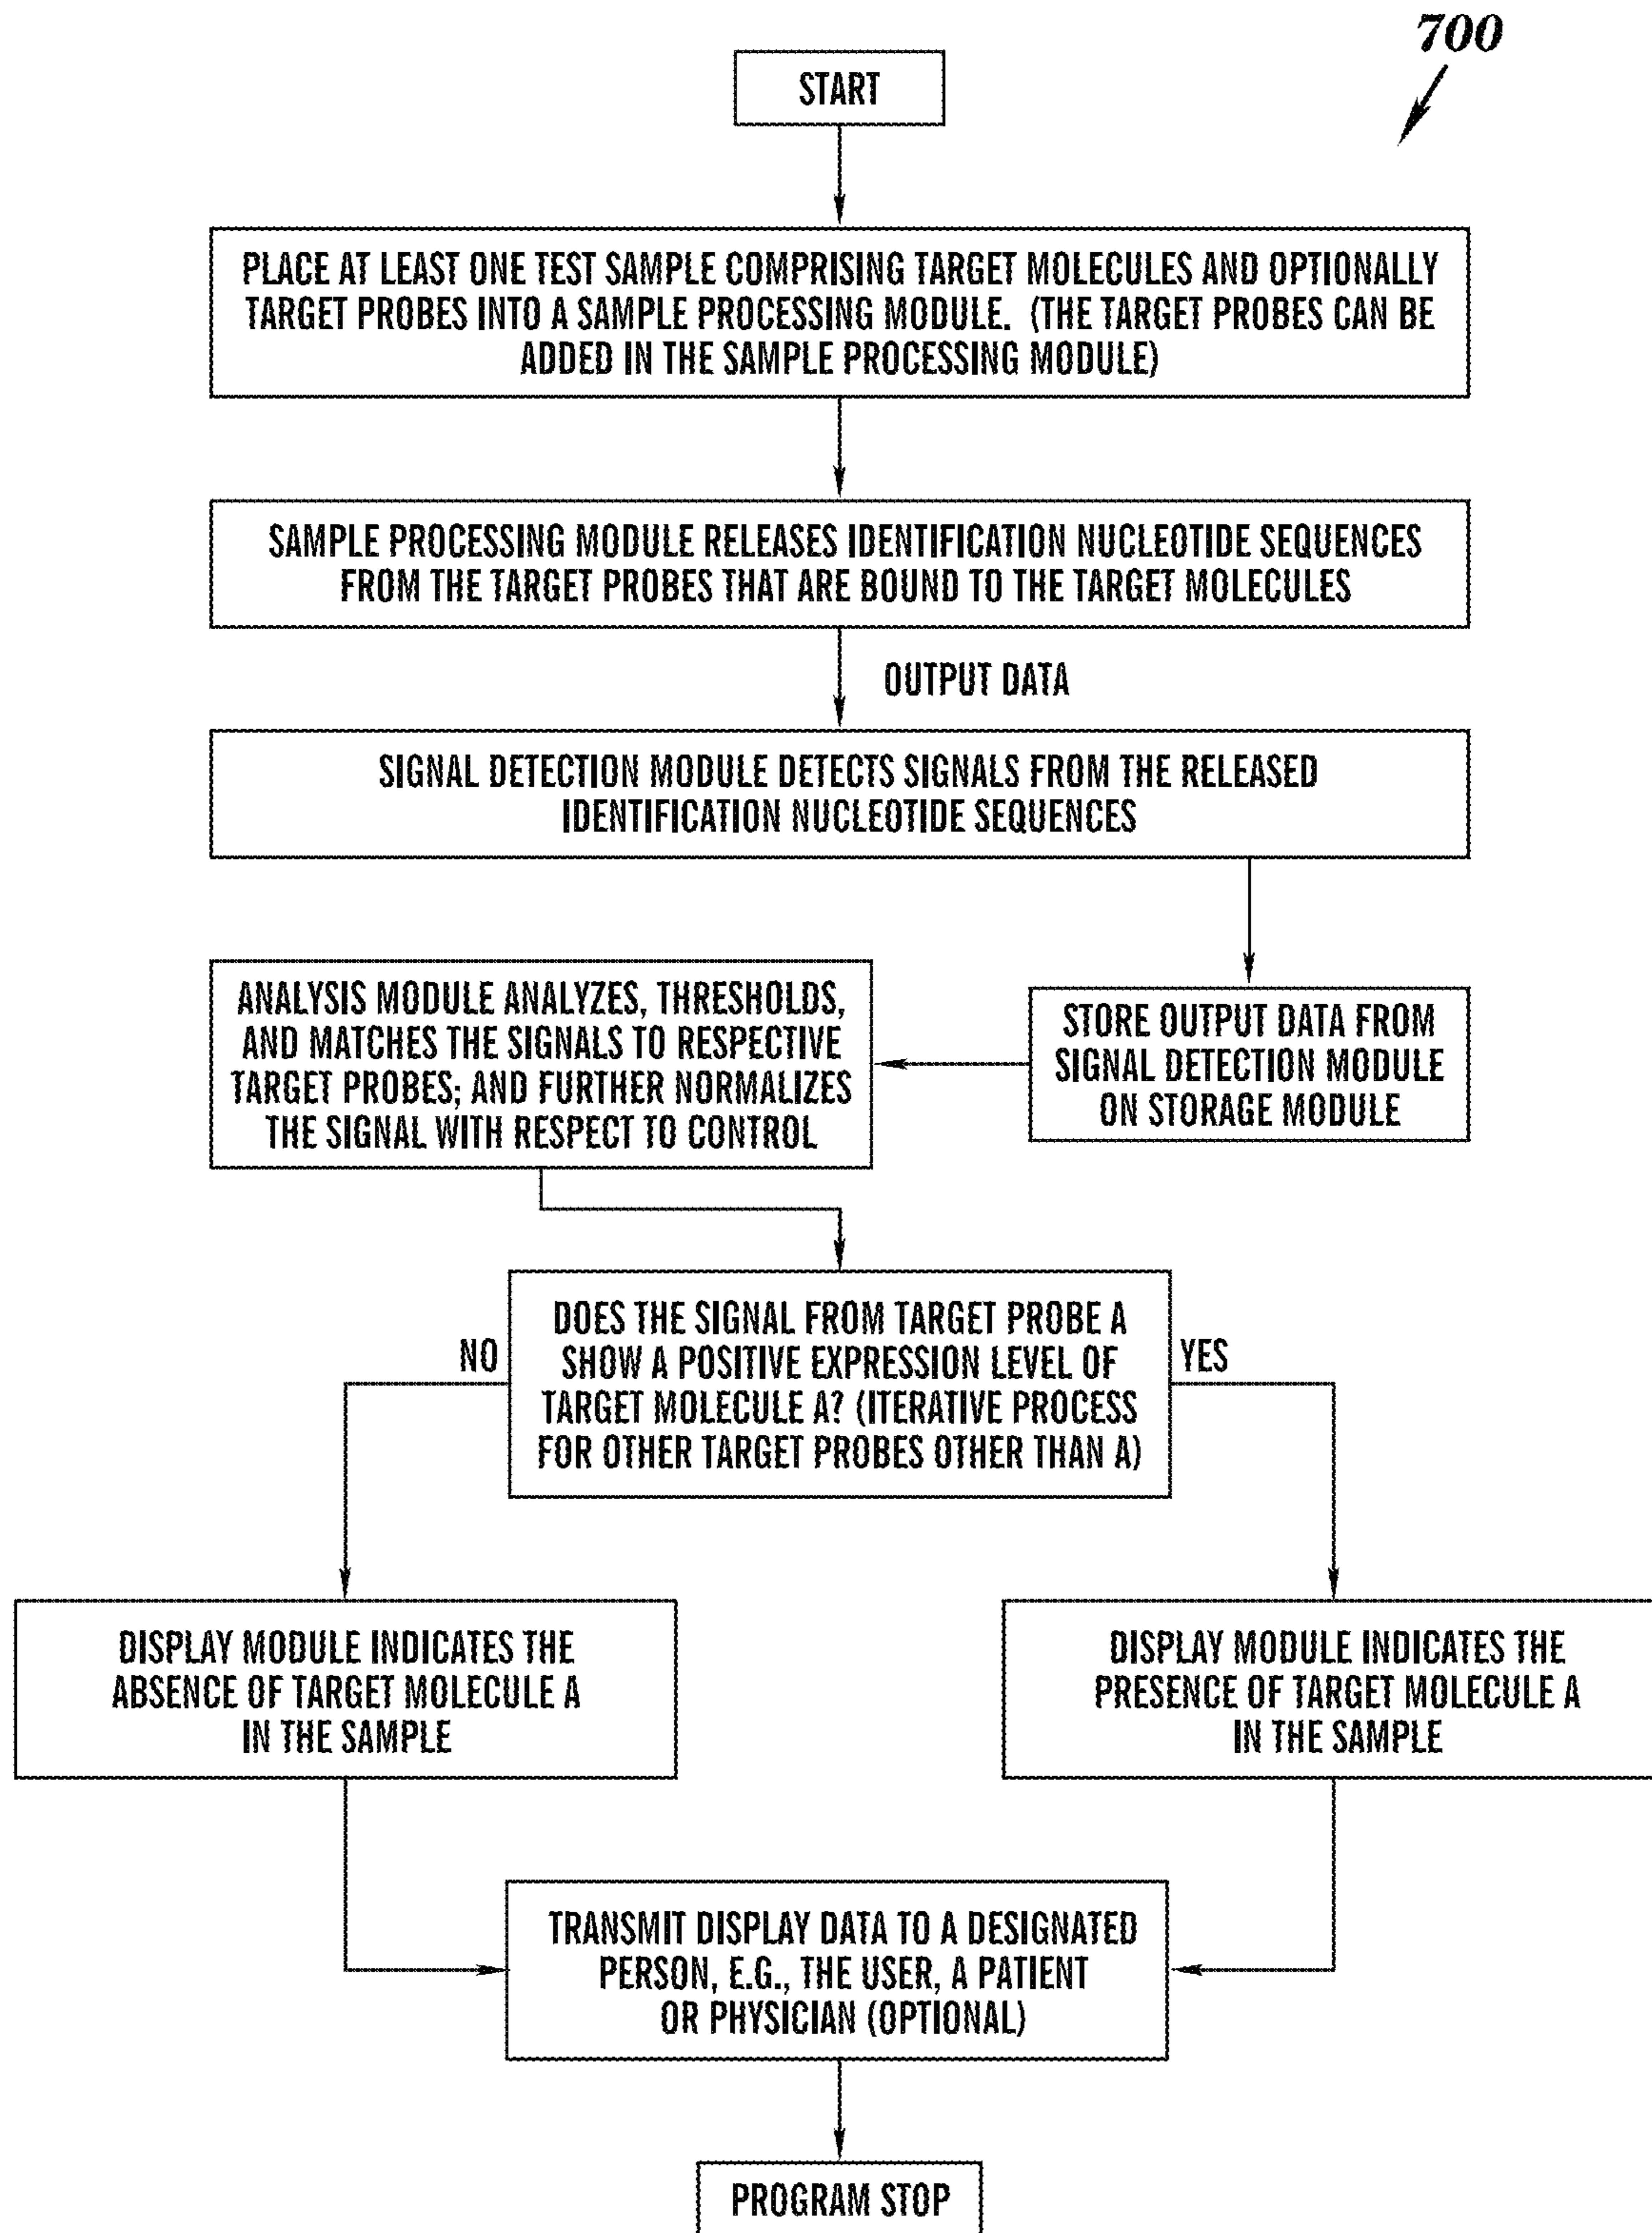 700
START
PLACE AT LEAST ONE TEST SAMPLE COMPRISING TARGET MOLECULES AND OPTIONALLY
TARGET PROBES INTO A SAMPLE PROCESSING MODULE. (THE TARGET PROBES CAN BE
ADDED IN THE SAMPLE PROCESSING MODULE)
SAMPLE PROCESSING MODULE RELEASES IDENTIFICATION NUCLEOTIDE SEQUENCES
FROM THE TARGET PROBES THAT ARE BOUND TO THE TARGET MOLECULES
OUTPUT DATA
SIGNAL DETECTION MODULE DETECTS SIGNALS FROM THE RELEASED
IDENTIFICATION NUCLEOTIDE SEQUENCES
STORE OUTPUT DATA FROM
SIGNAL DETECTION MODULE
ON STORAGE MODULE
ANALYSIS MODULE ANALYZES, THRESHOLDS,
AND MATCHES THE SIGNALS TO RESPECTIVE
TARGET PROBES; AND FURTHER NORMALIZES
THE SIGNAL WITH RESPECT TO CONTROL
DOES THE SIGNAL FROM TARGET PROBE A
SHOW A POSITIVE EXPRESSION LEVEL OF
TARGET MOLECULE A? (ITERATIVE PROCESS
FOR OTHER TARGET PROBES OTHER THAN A)
NO
YES
DISPLAY MODULE INDICATES THE
ABSENCE OF TARGET MOLECULE A
IN THE SAMPLE
DISPLAY MODULE INDICATES THE
PRESENCE OF TARGET MOLECULE A
IN THE SAMPLE
TRANSMIT DISPLAY DATA TO A DESIGNATED
PERSON, E.G., THE USER, A PATIENT
OR PHYSICIAN (OPTIONAL)
PROGRAM STOP